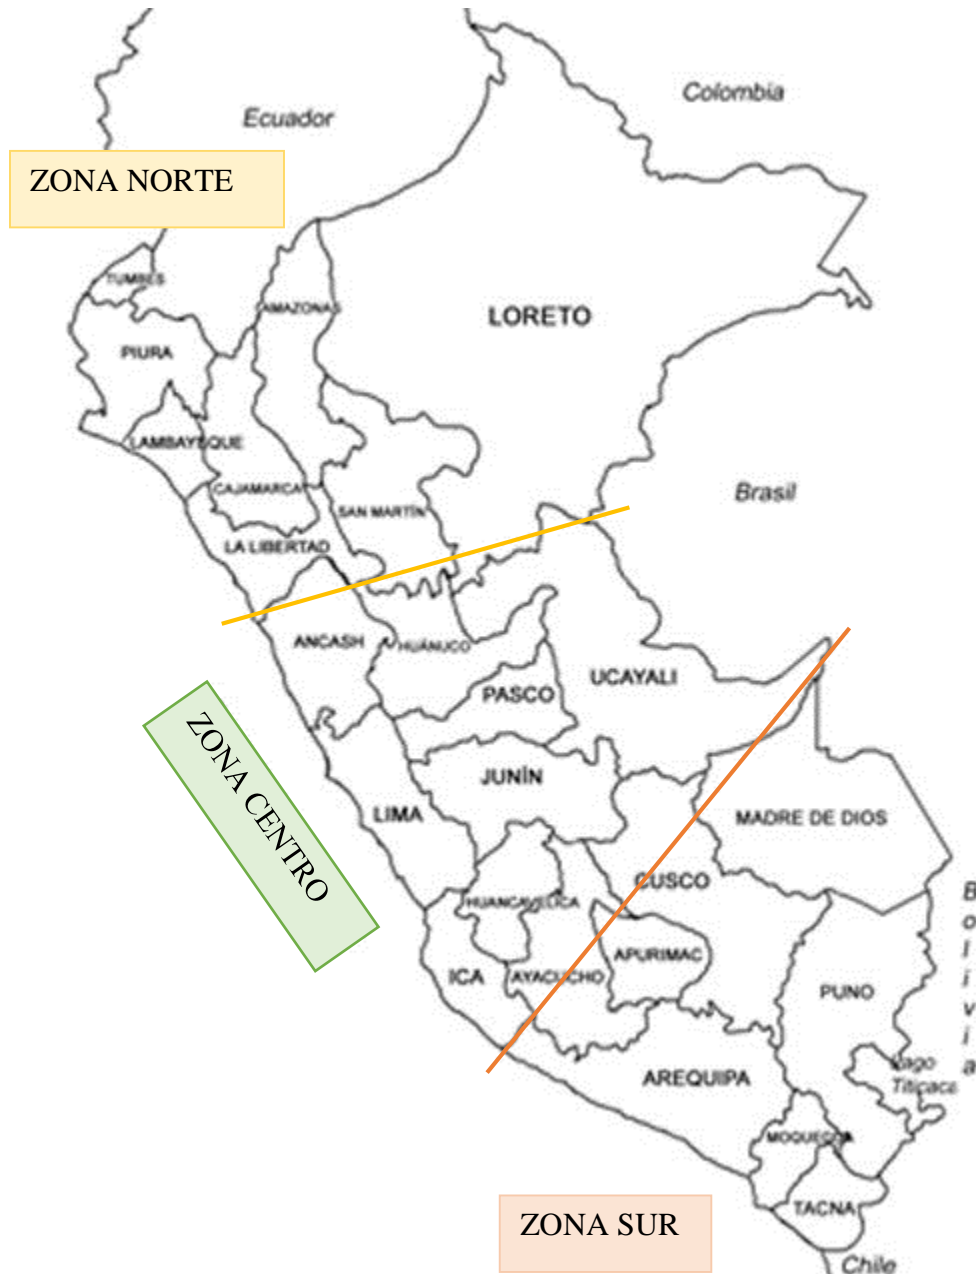 Colombia
Ecuador
ZONA NORTE
TUMBES
AMAZONAS
LORETO
PIURA
LAMBAYEQUE
CAJAMARCA
Brasil
SAN MARTÍN
LA LIBERTAD
ANCASH
HUÁNUCO
UCAYALI
PASCO
ZONA CENTRO
JUNÍN
LIMA
MADRE DE DIOS
CUSCO
HUANCAVELICA
Bolivia
APURIMAC
ICA
AYACUCHO
PUNO
Lago
Titicaca
AREQUIPA
MOQUEGUA
TACNA
ZONA SUR
Chile